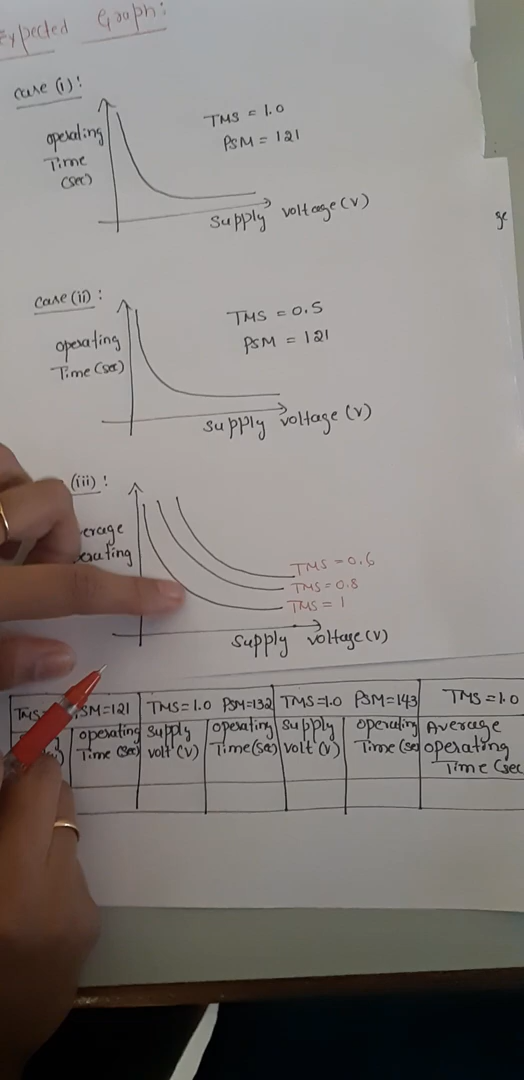 Expected Graph:
case (i):
operating
Time
(sec)
TMS = 1.0
PSM = 121
supply voltage (v)
case (ii):
operating
Time (sec)
TMS = 0.5
PSM = 121
supply voltage (v)
(iii):
TMS = 0.6
TMS = 0.8
TMS = 1
supply voltage (v)
TMS PSM=121 TMS=1.0 PSM=132 TMS=1.0 PSM=143 TMS=1.0
operating Time (sec) supply volt' (v) operating Time (sec) supply volt' (v) operating Time (sec Average operating Time (sec